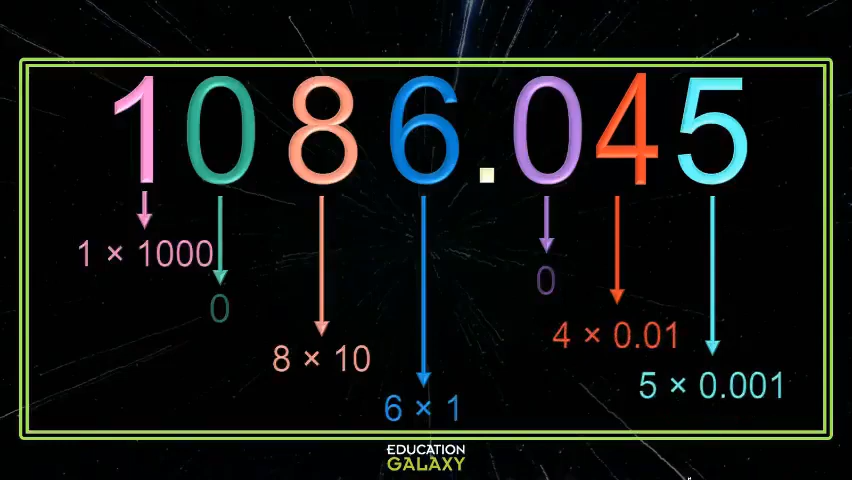 1086.045
1 × 1000
0
0
4 × 0.01
8 × 10
5 × 0.001
6 × 1
EDUCATION
GALAXY